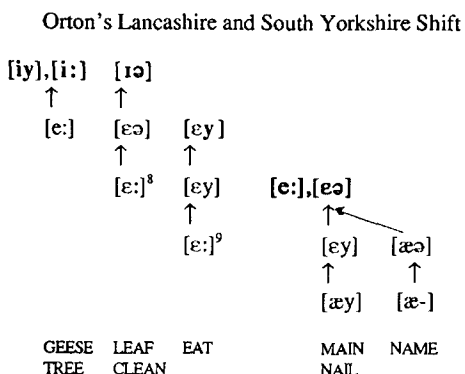 Orton's Lancashire and South Yorkshire Shift
[iy],[i:] [ɪə]
↑ ↑
[e:] [ɛə] [ɛy]
↑ ↑
[ɛ:]⁸ [ɛy] [e:],[ɐə]
↑ ↑
[ɛ:]⁹ [ɛy] [æə]
↑ ↑
[æy] [æ-]
GEESE LEAF EAT MAIN NAME
TREE CLEAN NAIL